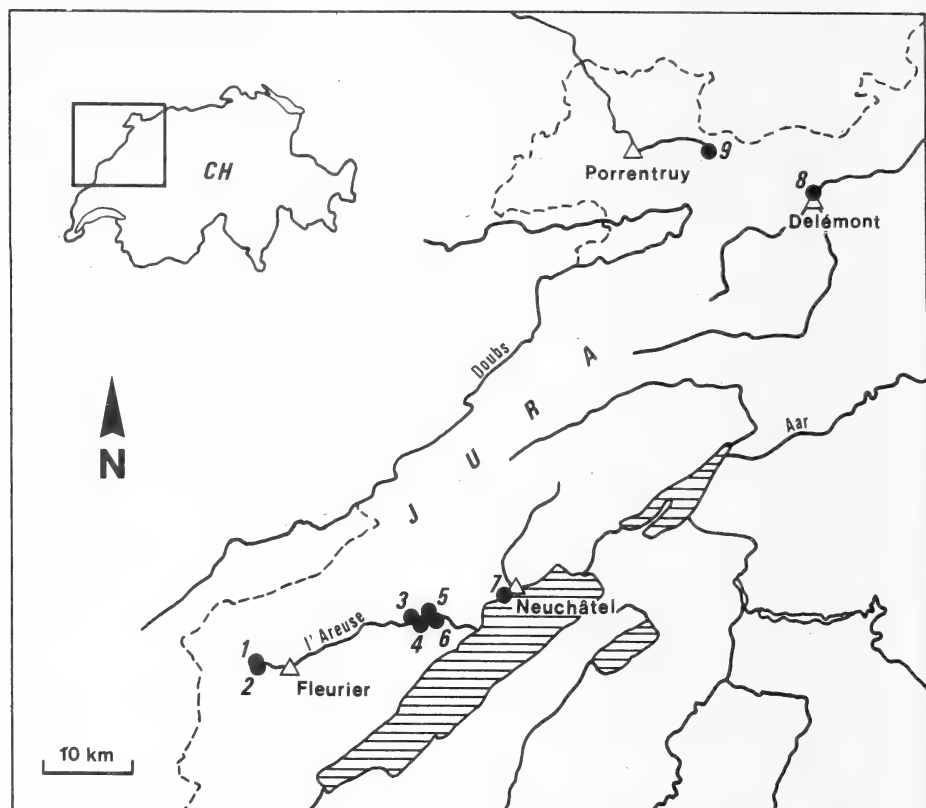 CH
9
Porrentruy
8
Delémont
Doubs
JURA
N
Aar
7
Neuchâtel
3
5
4
6
l'Areuse
1
2
Fleurier
10 km